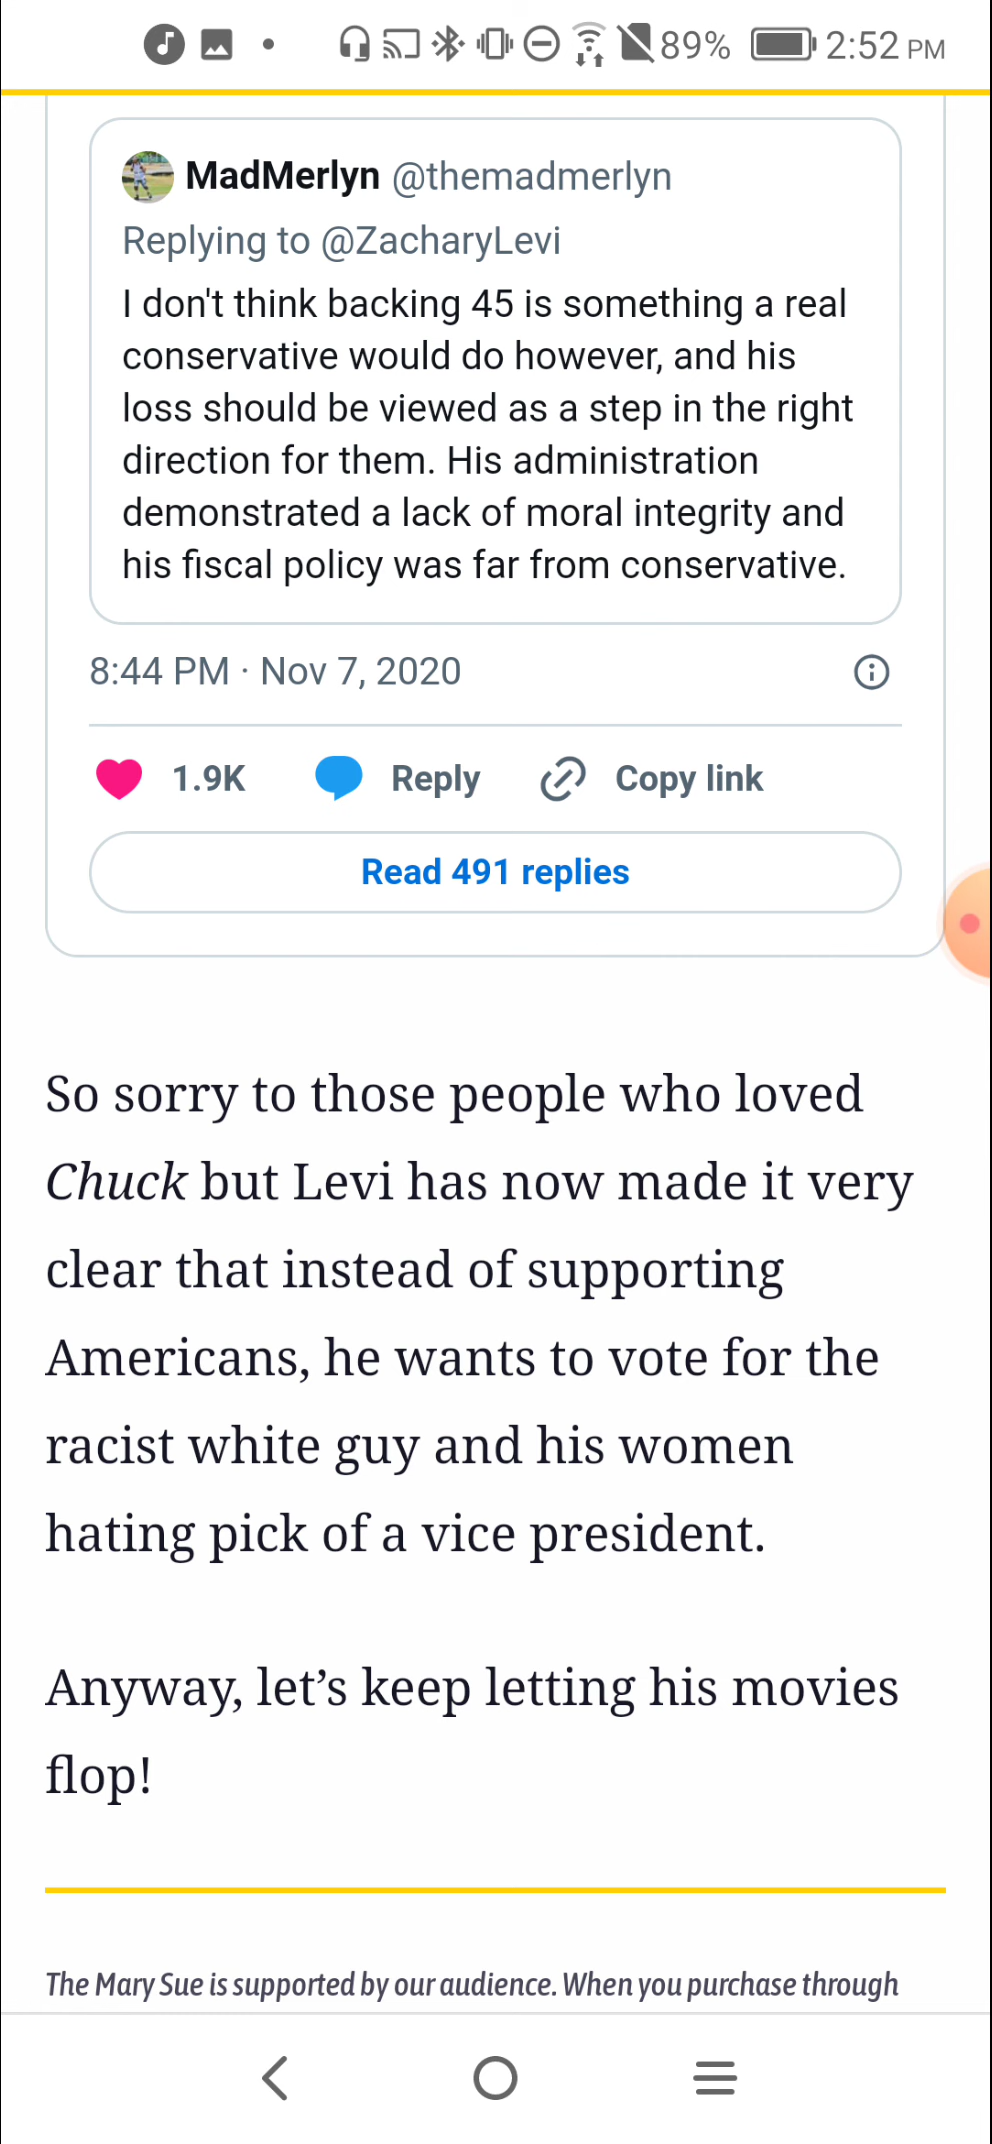 89% 2:52 PM
MadMerlyn @themadmerlyn
Replying to @ZacharyLevi
I don't think backing 45 is something a real
conservative would do however, and his
loss should be viewed as a step in the right
direction for them. His administration
demonstrated a lack of moral integrity and
his fiscal policy was far from conservative.
8:44 PM · Nov 7, 2020
1.9K Reply Copy link
Read 491 replies
So sorry to those people who loved
Chuck but Levi has now made it very
clear that instead of supporting
Americans, he wants to vote for the
racist white guy and his women
hating pick of a vice president.
Anyway, let’s keep letting his movies
flop!
The Mary Sue is supported by our audience. When you purchase through